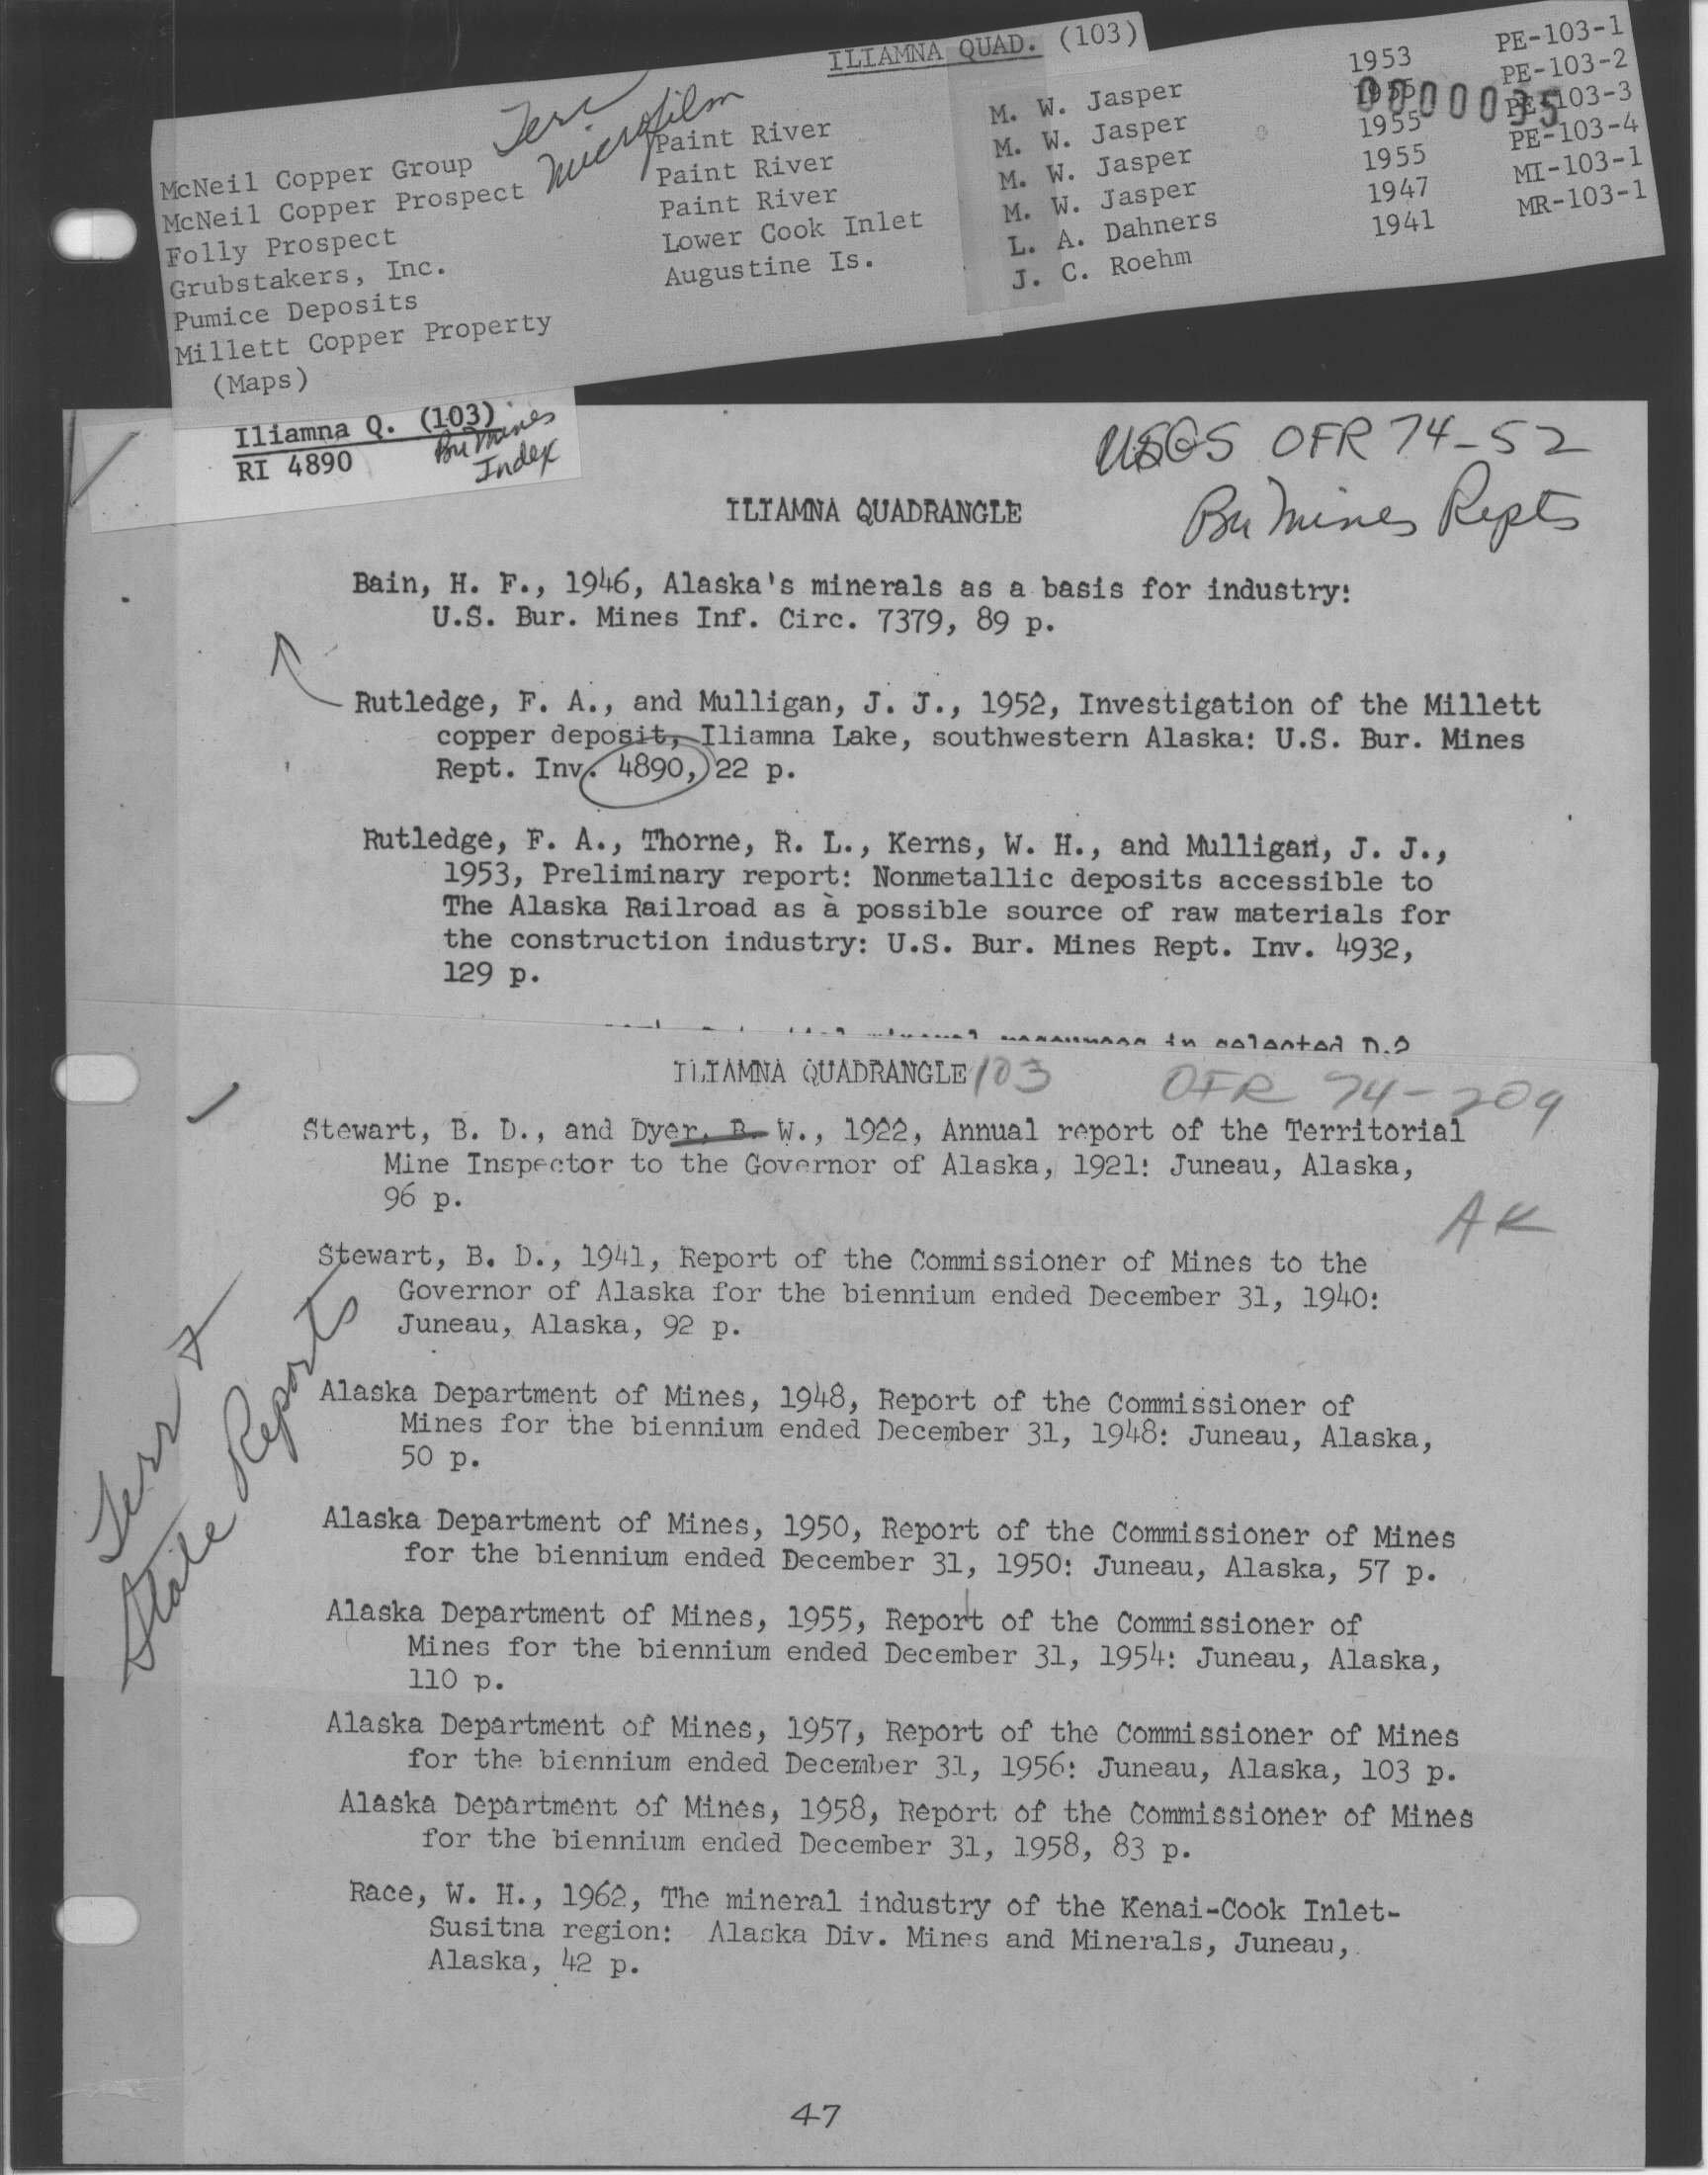 ILIAMNA QUAD. (103)
Terr
microfilm
0000035
McNeil Copper Group Paint River M. W. Jasper 1953 PE-103-1
McNeil Copper Prospect Paint River M. W. Jasper 1955 PE-103-2
Folly Prospect Paint River M. W. Jasper 1955 PE-103-3
Grubstakers, Inc. Lower Cook Inlet M. W. Jasper 1955 PE-103-4
Pumice Deposits Augustine Is. L. A. Dahners 1947 MI-103-1
Millett Copper Property J. C. Roehm 1941 MR-103-1
(Maps)
Iliamna Q. (103)
RI 4890
Bu Mines
Index
USGS OFR 74-52
Bu Mines Repts
ILIAMNA QUADRANGLE
Bain, H. F., 1946, Alaska's minerals as a basis for industry:
U.S. Bur. Mines Inf. Circ. 7379, 89 p.
Rutledge, F. A., and Mulligan, J. J., 1952, Investigation of the Millett
copper deposit, Iliamna Lake, southwestern Alaska: U.S. Bur. Mines
Rept. Inv. 4890, 22 p.
Rutledge, F. A., Thorne, R. L., Kerns, W. H., and Mulligan, J. J.,
1953, Preliminary report: Nonmetallic deposits accessible to
The Alaska Railroad as a possible source of raw materials for
the construction industry: U.S. Bur. Mines Rept. Inv. 4932,
129 p.
mineral resources in selected D-2
ILIAMNA QUADRANGLE 103
OFR 74-209
Stewart, B. D., and Dyer, B. W., 1922, Annual report of the Territorial
Mine Inspector to the Governor of Alaska, 1921: Juneau, Alaska,
96 p.
AK
Stewart, B. D., 1941, Report of the Commissioner of Mines to the
Governor of Alaska for the biennium ended December 31, 1940:
Juneau, Alaska, 92 p.
Terr +
State Reports
Alaska Department of Mines, 1948, Report of the Commissioner of
Mines for the biennium ended December 31, 1948: Juneau, Alaska,
50 p.
Alaska Department of Mines, 1950, Report of the Commissioner of Mines
for the biennium ended December 31, 1950: Juneau, Alaska, 57 p.
Alaska Department of Mines, 1955, Report of the Commissioner of
Mines for the biennium ended December 31, 1954: Juneau, Alaska,
110 p.
Alaska Department of Mines, 1957, Report of the Commissioner of Mines
for the biennium ended December 31, 1956: Juneau, Alaska, 103 p.
Alaska Department of Mines, 1958, Report of the Commissioner of Mines
for the biennium ended December 31, 1958, 83 p.
Race, W. H., 1962, The mineral industry of the Kenai-Cook Inlet-
Susitna region: Alaska Div. Mines and Minerals, Juneau,
Alaska, 42 p.
47